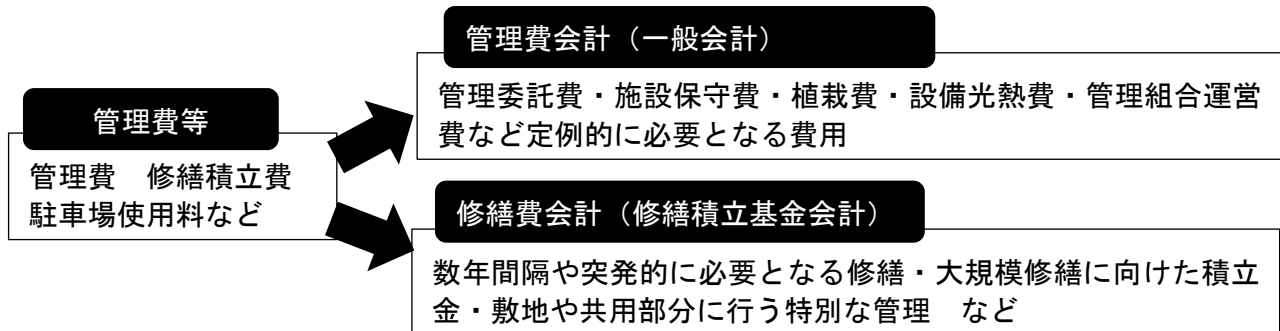 管理費等
管理費　修繕積立費
駐車場使用料など
管理費会計（一般会計）
管理委託費・施設保守費・植栽費・設備光熱費・管理組合運営
費など定例的に必要となる費用
修繕費会計（修繕積立基金会計）
数年間隔や突発的に必要となる修繕・大規模修繕に向けた積立
金・敷地や共用部分に行う特別な管理　など